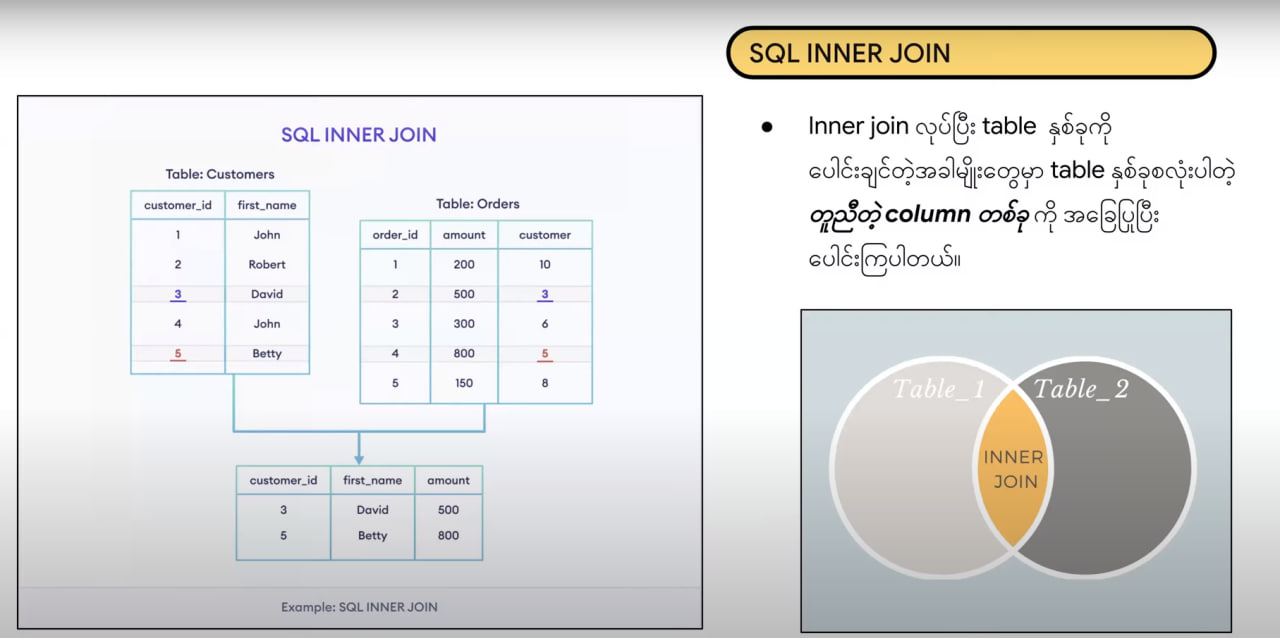 SQL INNER JOIN
Table: Customers
customer_id first_name
1 John
2 Robert
3 David
4 John
5 Betty
Table: Orders
order_id amount customer
1 200 10
2 500 3
3 300 6
4 800 5
5 150 8
customer_id first_name amount
3 David 500
5 Betty 800
Example: SQL INNER JOIN
SQL INNER JOIN
● Inner join လုပ်ပြီး table နှစ်ခုကို
ပေါင်းချင်တဲ့အခါမျိုးတွေမှာ table နှစ်ခုစလုံးပါတဲ့
တူညီတဲ့ column တစ်ခု ကို အခြေပြုပြီး
ပေါင်းကြပါတယ်။
Table_1 Table_2
INNER
JOIN